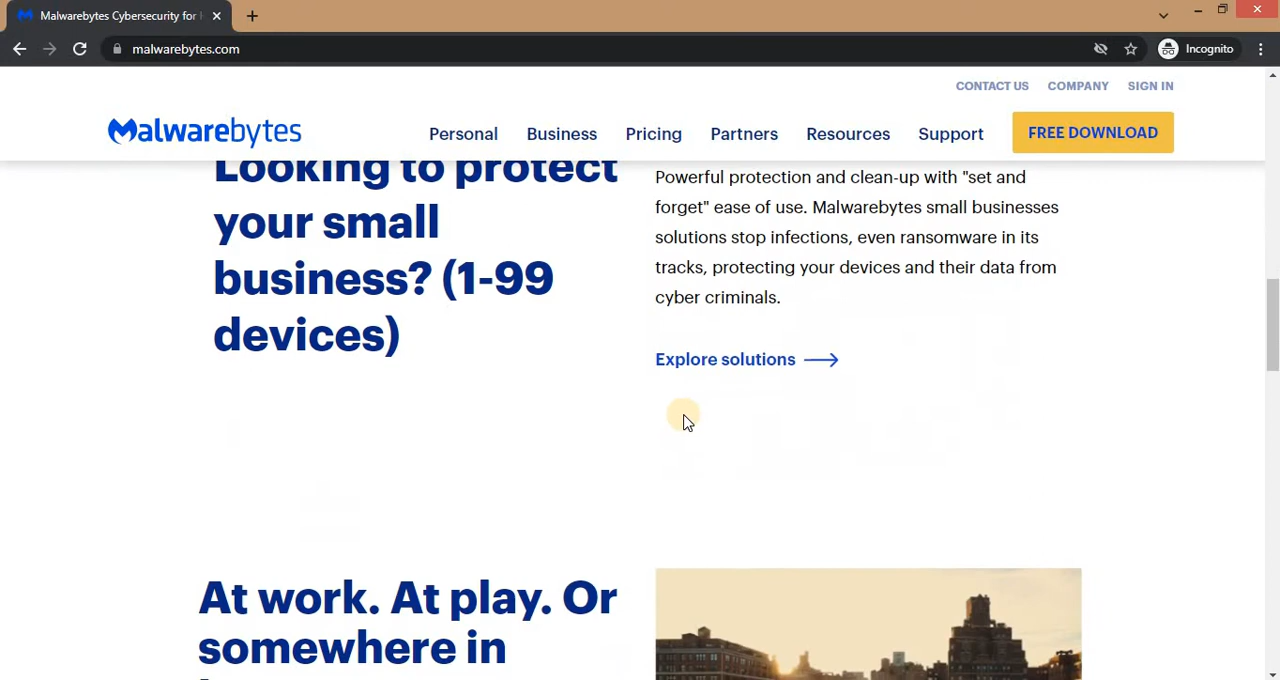 Malwarebytes Cybersecurity for
malwarebytes.com
Incognito
CONTACT US COMPANY SIGN IN
Malwarebytes
Personal Business Pricing Partners Resources Support FREE DOWNLOAD
Looking to protect
your small
business? (1-99
devices)
Powerful protection and clean-up with "set and
forget" ease of use. Malwarebytes small businesses
solutions stop infections, even ransomware in its
tracks, protecting your devices and their data from
cyber criminals.
Explore solutions
At work. At play. Or
somewhere in